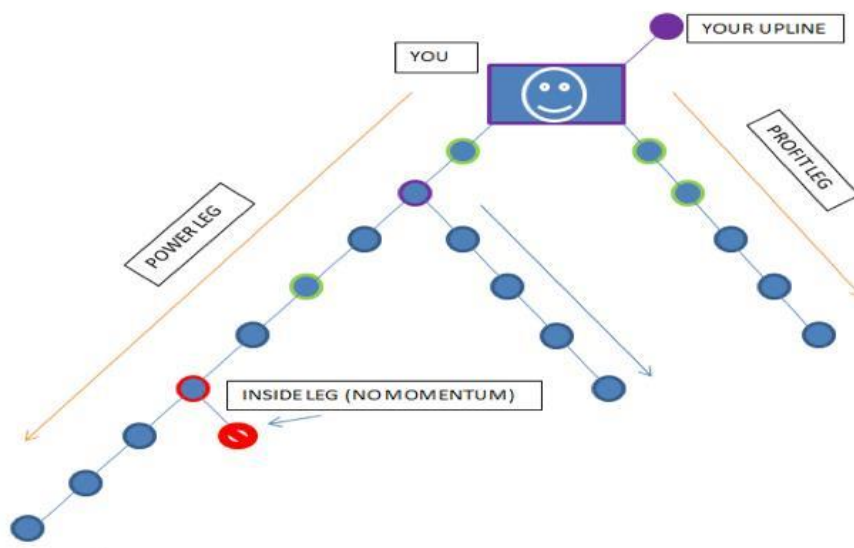 YOUR UPLINE
YOU
PROFIT LEG
POWER LEG
INSIDE LEG (NO MOMENTUM)